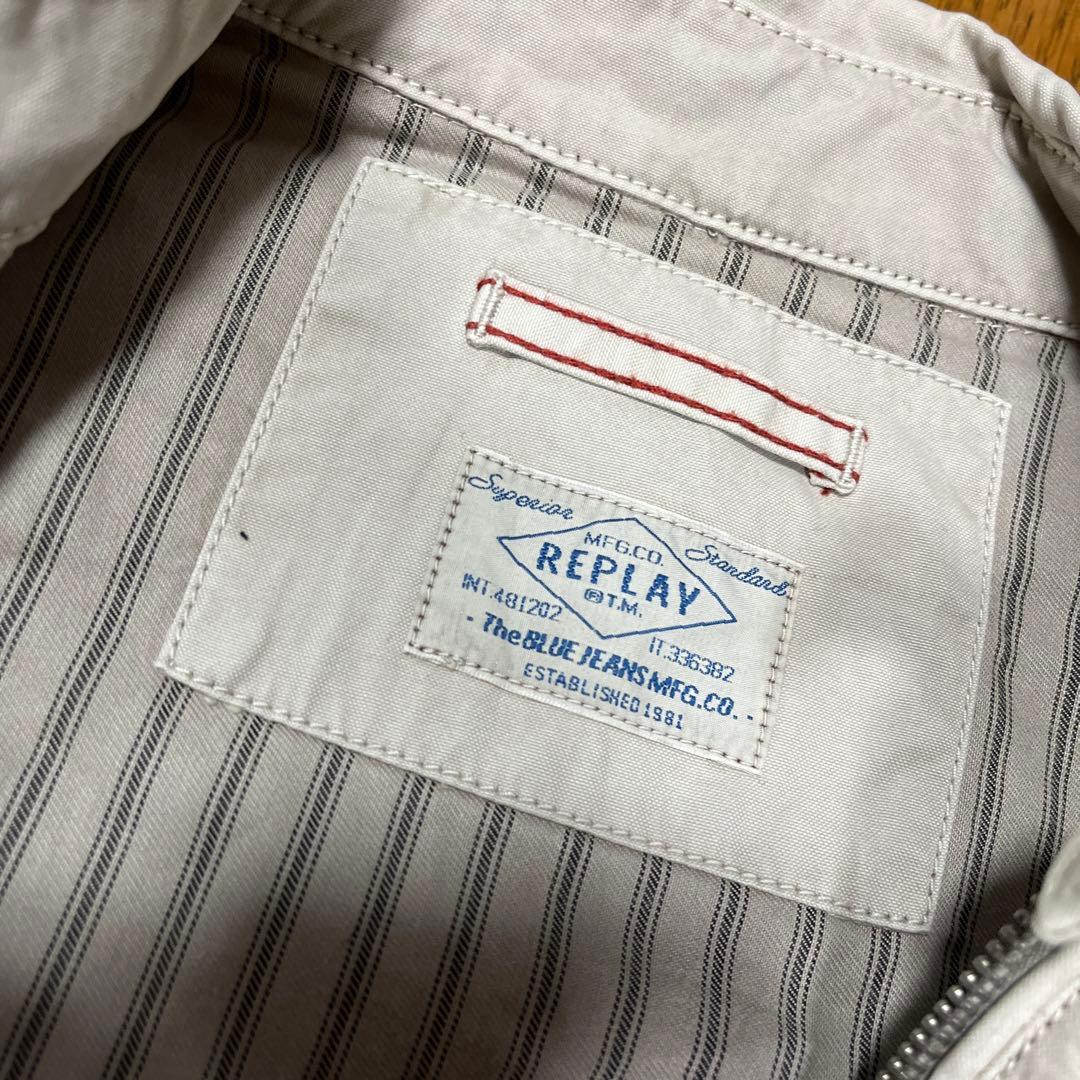 Superior Standard
MFG.CO.
REPLAY
® T.M.
INT.481202 IT.336382
- The BLUE JEANS MFG.CO. -
ESTABLISHED 1981